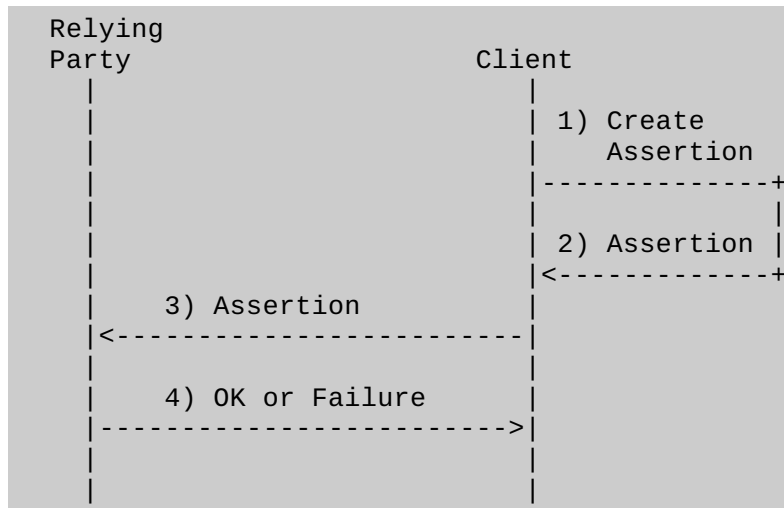 Relying
Party                   Client
  |                          |
  |                          | 1) Create
  |                          |    Assertion
  |                          |--------------+
  |                          |              |
  |                          | 2) Assertion |
  |                          |<-------------+
  |    3) Assertion          |
  |<-------------------------|
  |                          |
  |    4) OK or Failure      |
  |------------------------->|
  |                          |
  |                          |